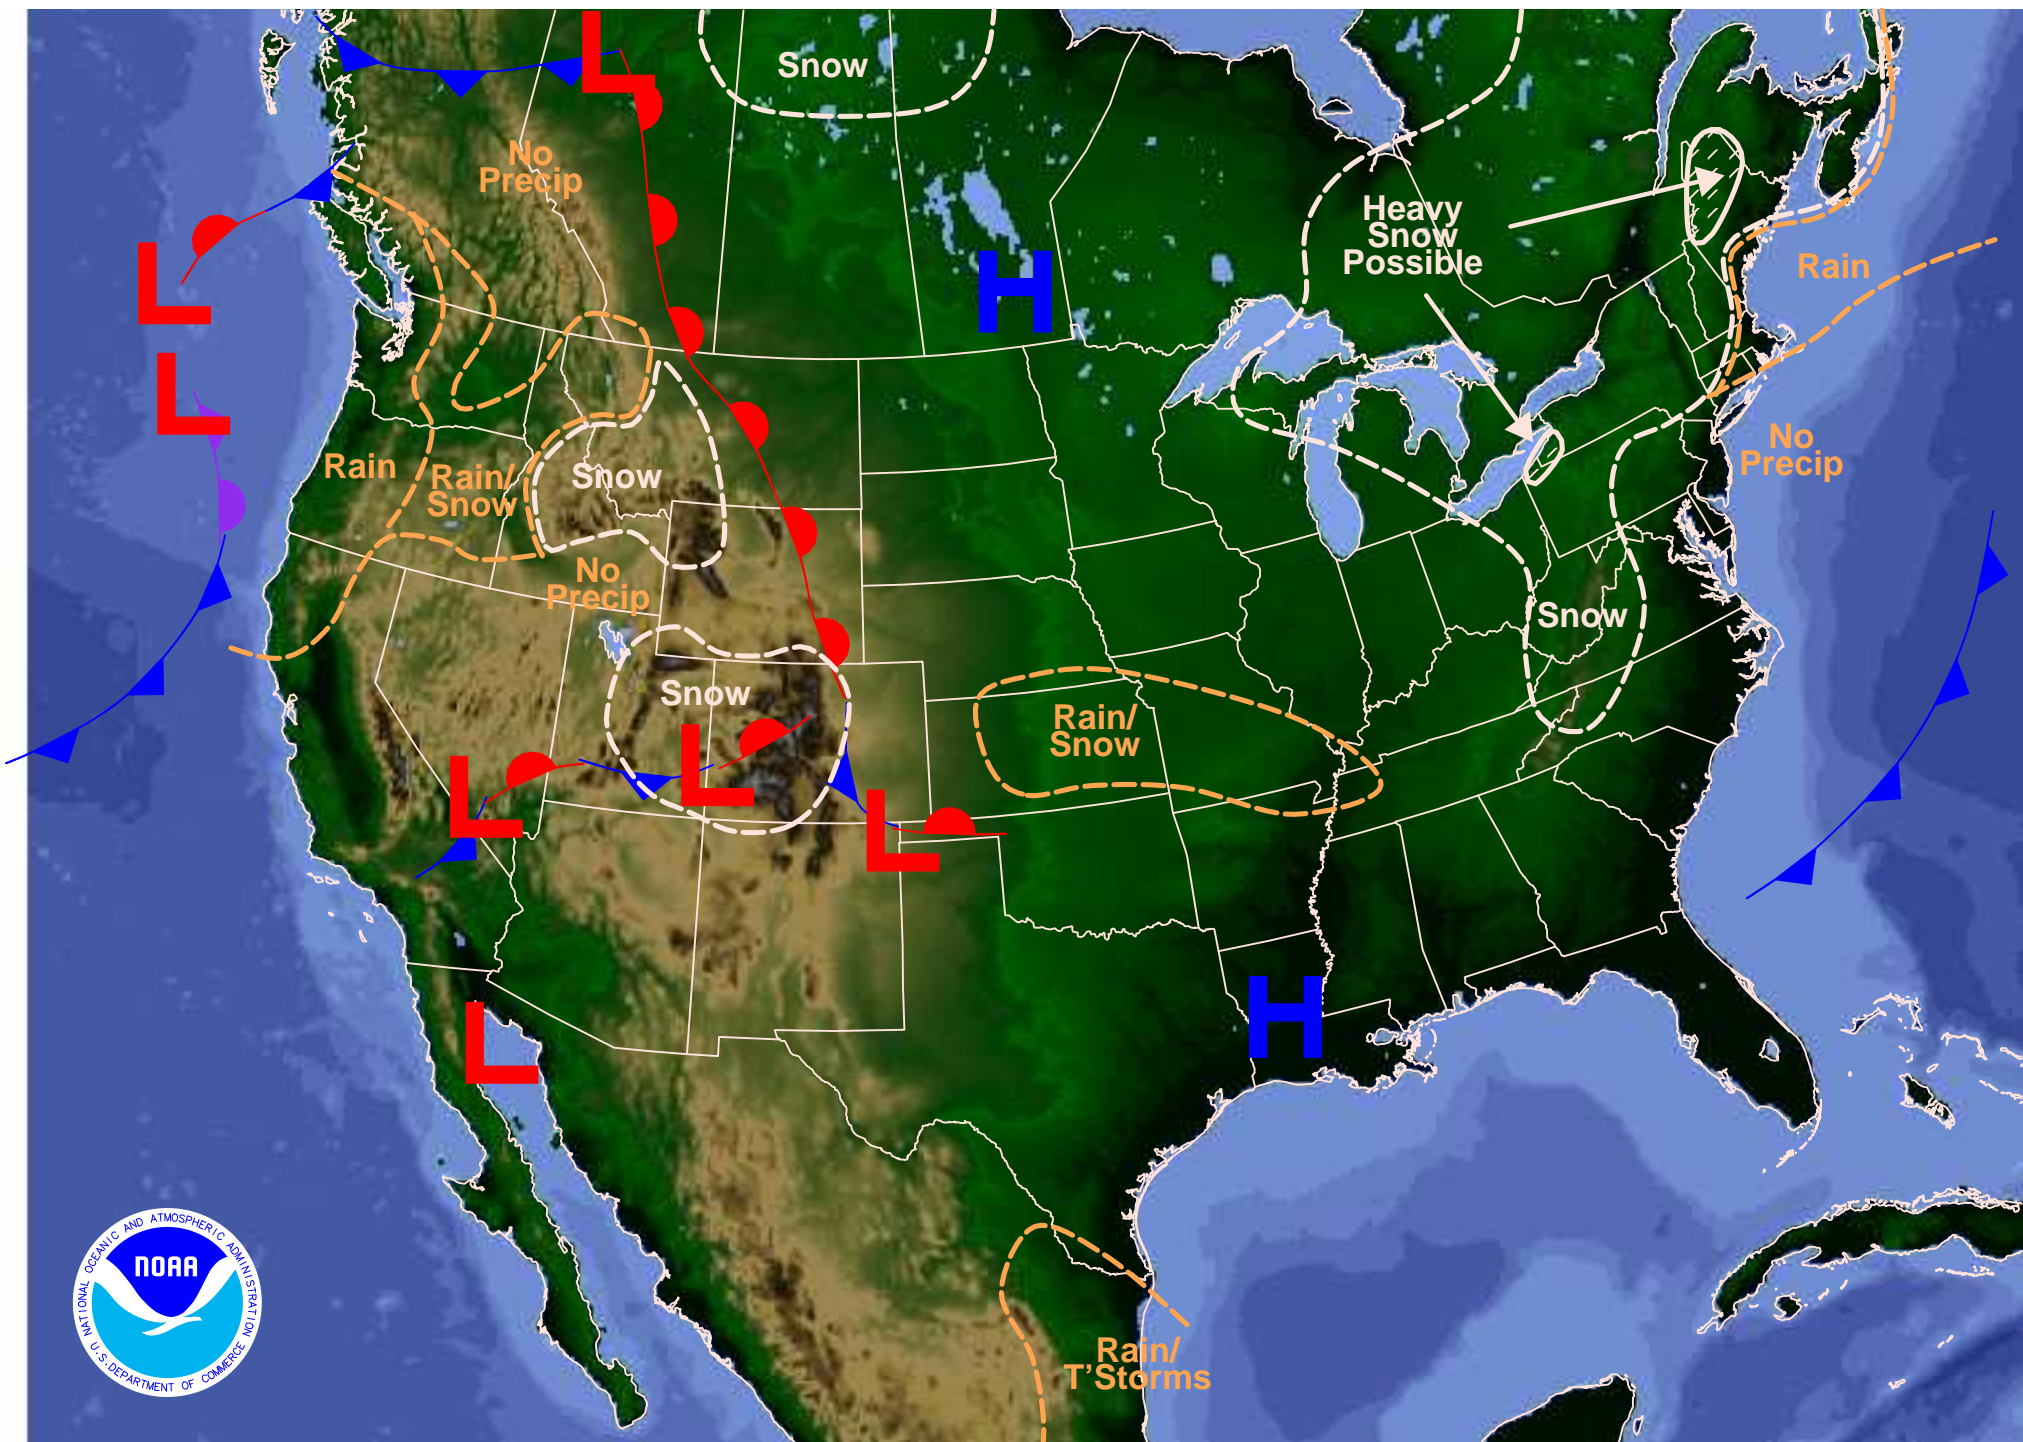 L
Snow
No
Precip
Heavy
Snow
Possible
L
H
Rain
L
Rain
Rain/
Snow
Snow
No
Precip
No
Precip
Snow
Snow
Rain/
Snow
L
L
L
H
L
NATIONAL OCEANIC AND ATMOSPHERIC ADMINISTRATION
NOAA
U.S. DEPARTMENT OF COMMERCE
Rain/
T'Storms